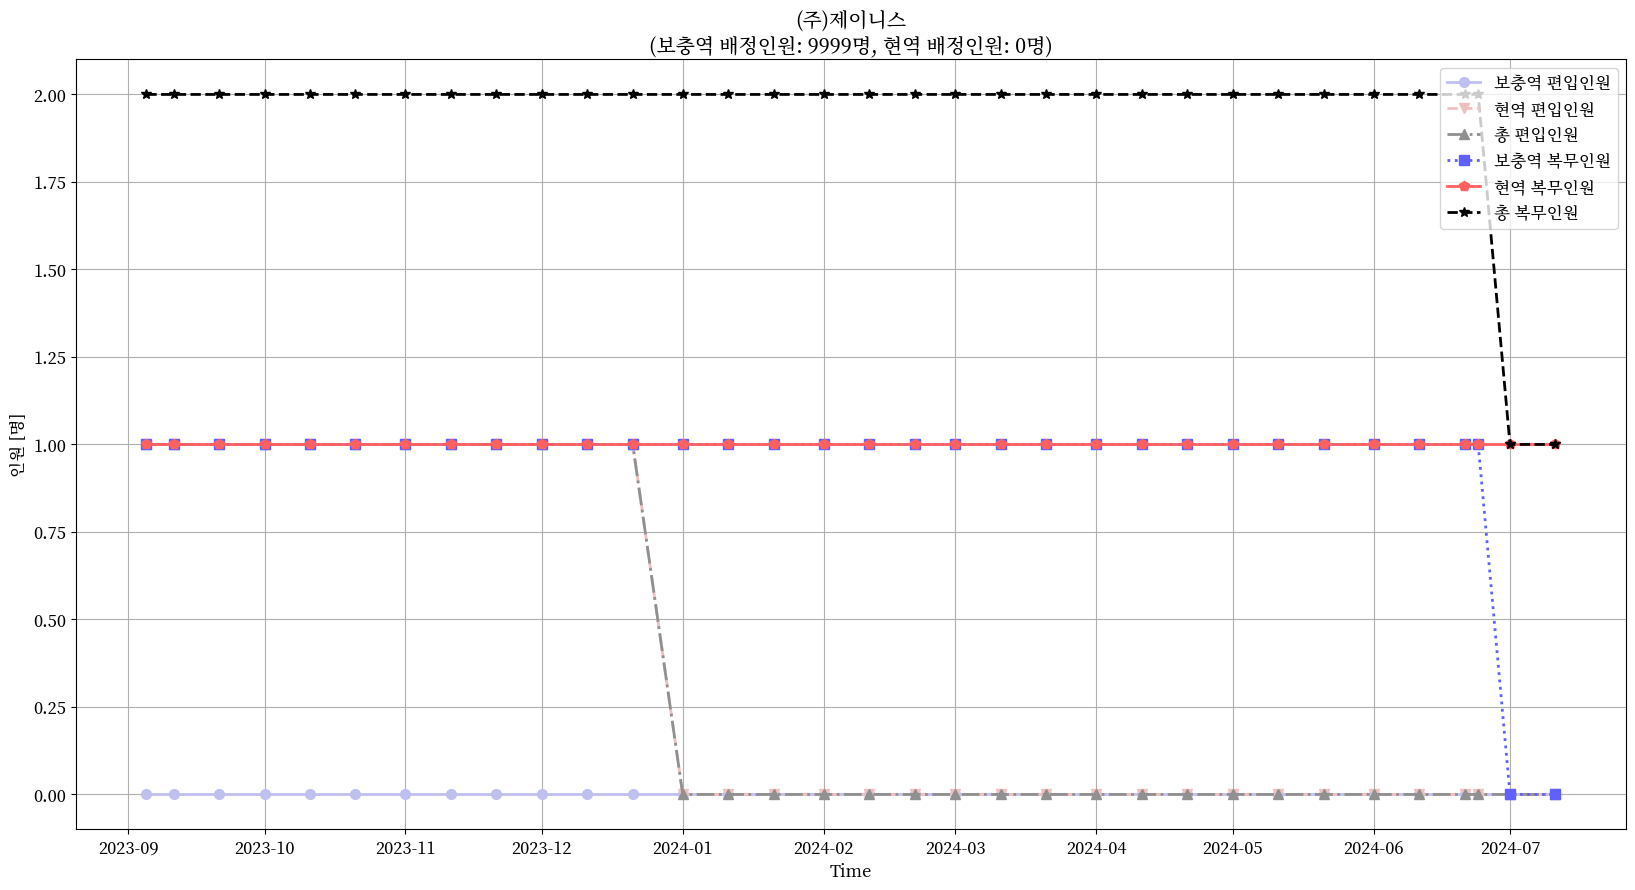 (주)제이니스
(보충역 배정인원: 9999명, 현역 배정인원: 0명)
보충역 편입인원
현역 편입인원
총 편입인원
보충역 복무인원
현역 복무인원
총 복무인원
인원 [명]
2.00
1.75
1.50
1.25
1.00
0.75
0.50
0.25
0.00
2023-09 2023-10 2023-11 2023-12 2024-01 2024-02 2024-03 2024-04 2024-05 2024-06 2024-07
Time